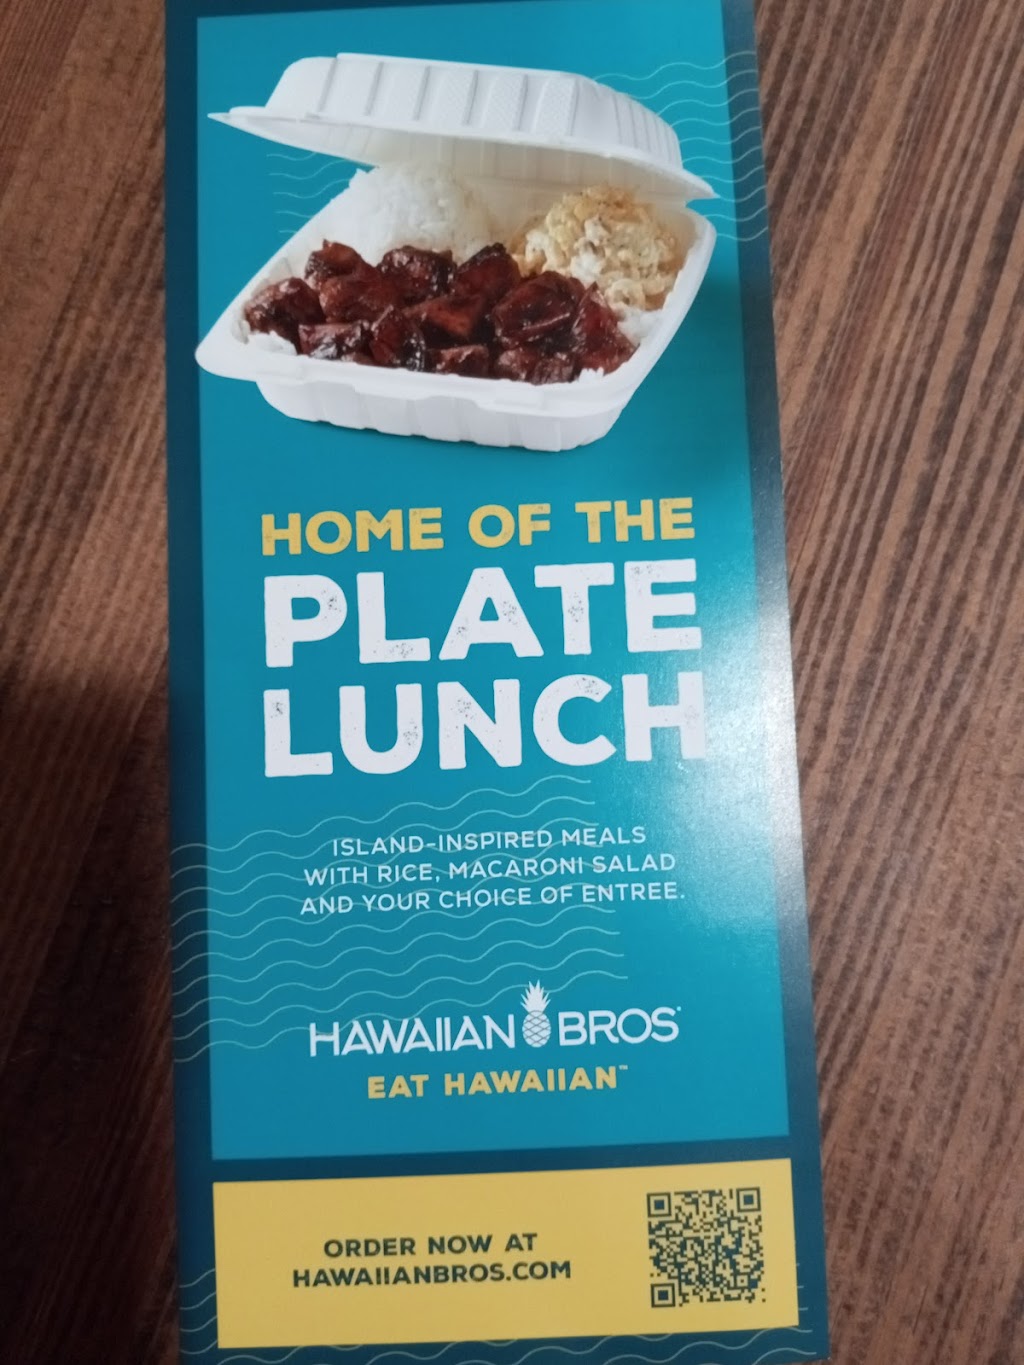 HOME OF THE
PLATE
LUNCH
ISLAND-INSPIRED MEALS
WITH RICE, MACARONI SALAD
AND YOUR CHOICE OF ENTREE.
HAWAIIAN BROS®
EAT HAWAIIAN™
ORDER NOW AT
HAWAIIANBROS.COM